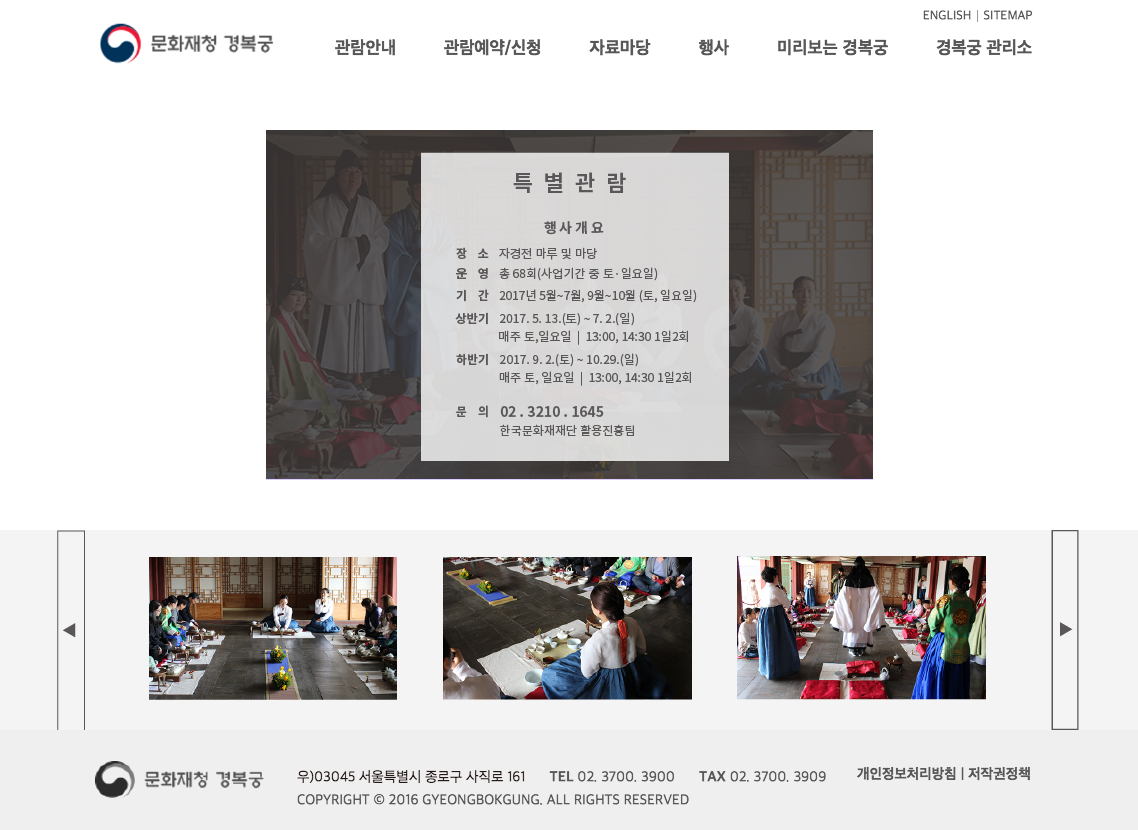 ENGLISH | SITEMAP
문화재청 경복궁
관람안내 관람예약/신청 자료마당 행사 미리보는 경복궁 경복궁 관리소
특별관람
행사개요
장 소 자경전 마루 및 마당
운 영 총 68회(사업기간 중 토·일요일)
기 간 2017년 5월~7월, 9월~10월 (토, 일요일)
상반기 2017. 5. 13.(토) ~ 7. 2.(일)
매주 토,일요일 | 13:00, 14:30 1일2회
하반기 2017. 9. 2.(토) ~ 10.29.(일)
매주 토, 일요일 | 13:00, 14:30 1일2회
문 의 02 . 3210 . 1645
한국문화재재단 활용진흥팀
문화재청 경복궁
우)03045 서울특별시 종로구 사직로 161 TEL 02. 3700. 3900 TAX 02. 3700. 3909 개인정보처리방침 | 저작권정책
COPYRIGHT © 2016 GYEONGBOKGUNG. ALL RIGHTS RESERVED